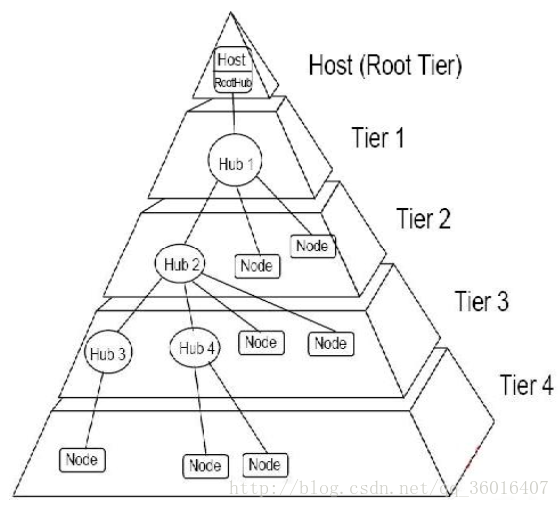 Host
RootHub
Host (Root Tier)
Tier 1
Hub 1
Tier 2
Node
Hub 2
Node
Tier 3
Node
Node
Hub 3
Hub 4
Tier 4
Node
Node
Node
http://blog.csdn.net/qq_36016407